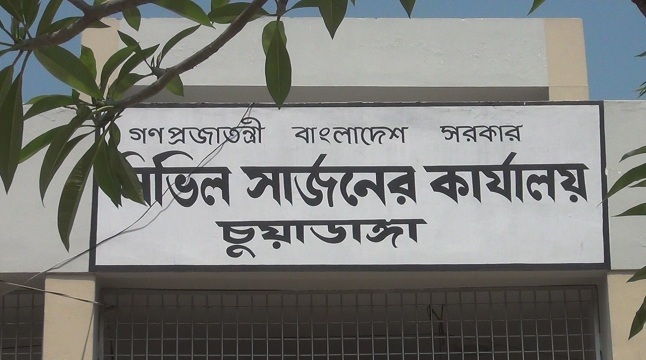 গণপ্রজাতন্ত্রী বাংলাদেশ সরকার
সিভিল সার্জনের কার্যালয়
চুয়াডাঙ্গা